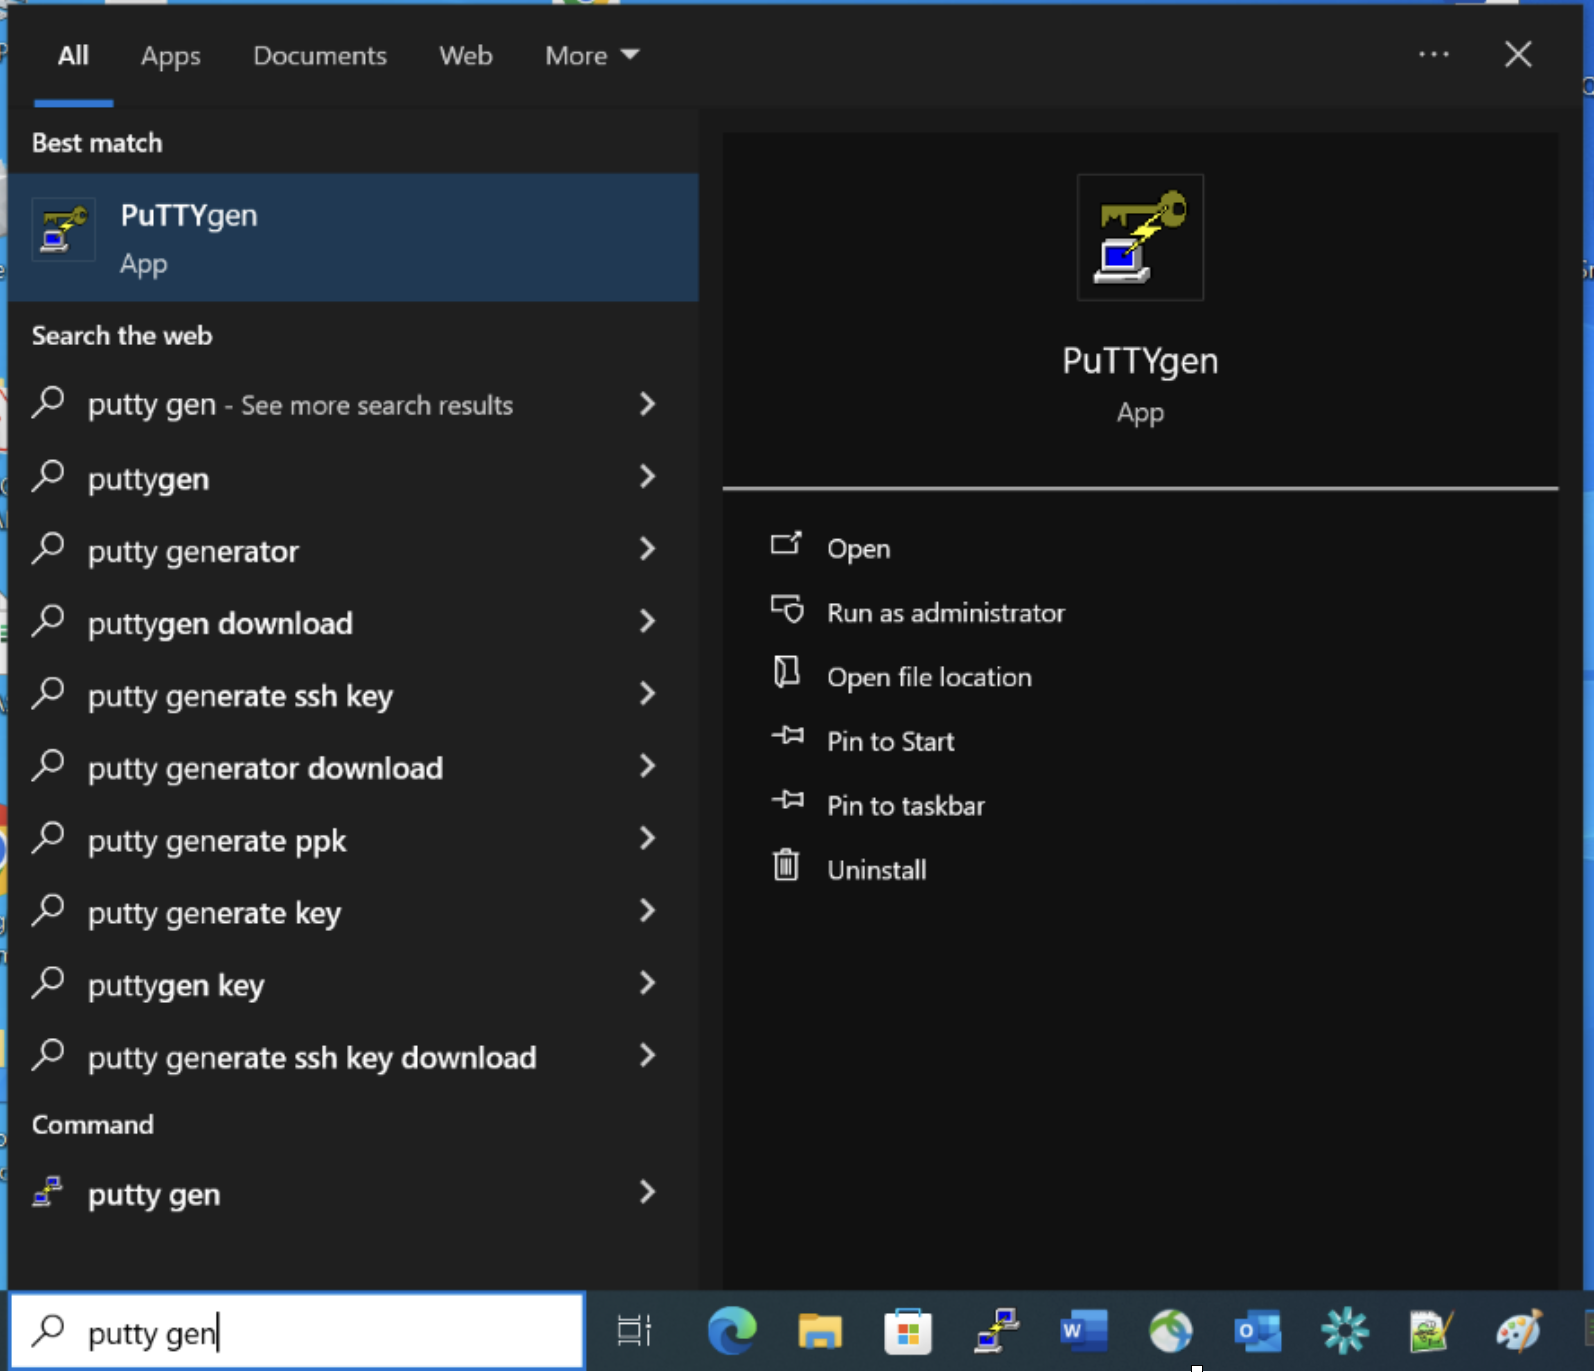 All Apps Documents Web More
Best match
PuTTYgen
App
Search the web
putty gen - See more search results
puttygen
putty generator
puttygen download
putty generate ssh key
putty generator download
putty generate ppk
putty generate key
puttygen key
putty generate ssh key download
Command
putty gen
PuTTYgen
App
Open
Run as administrator
Open file location
Pin to Start
Pin to taskbar
Uninstall
putty gen